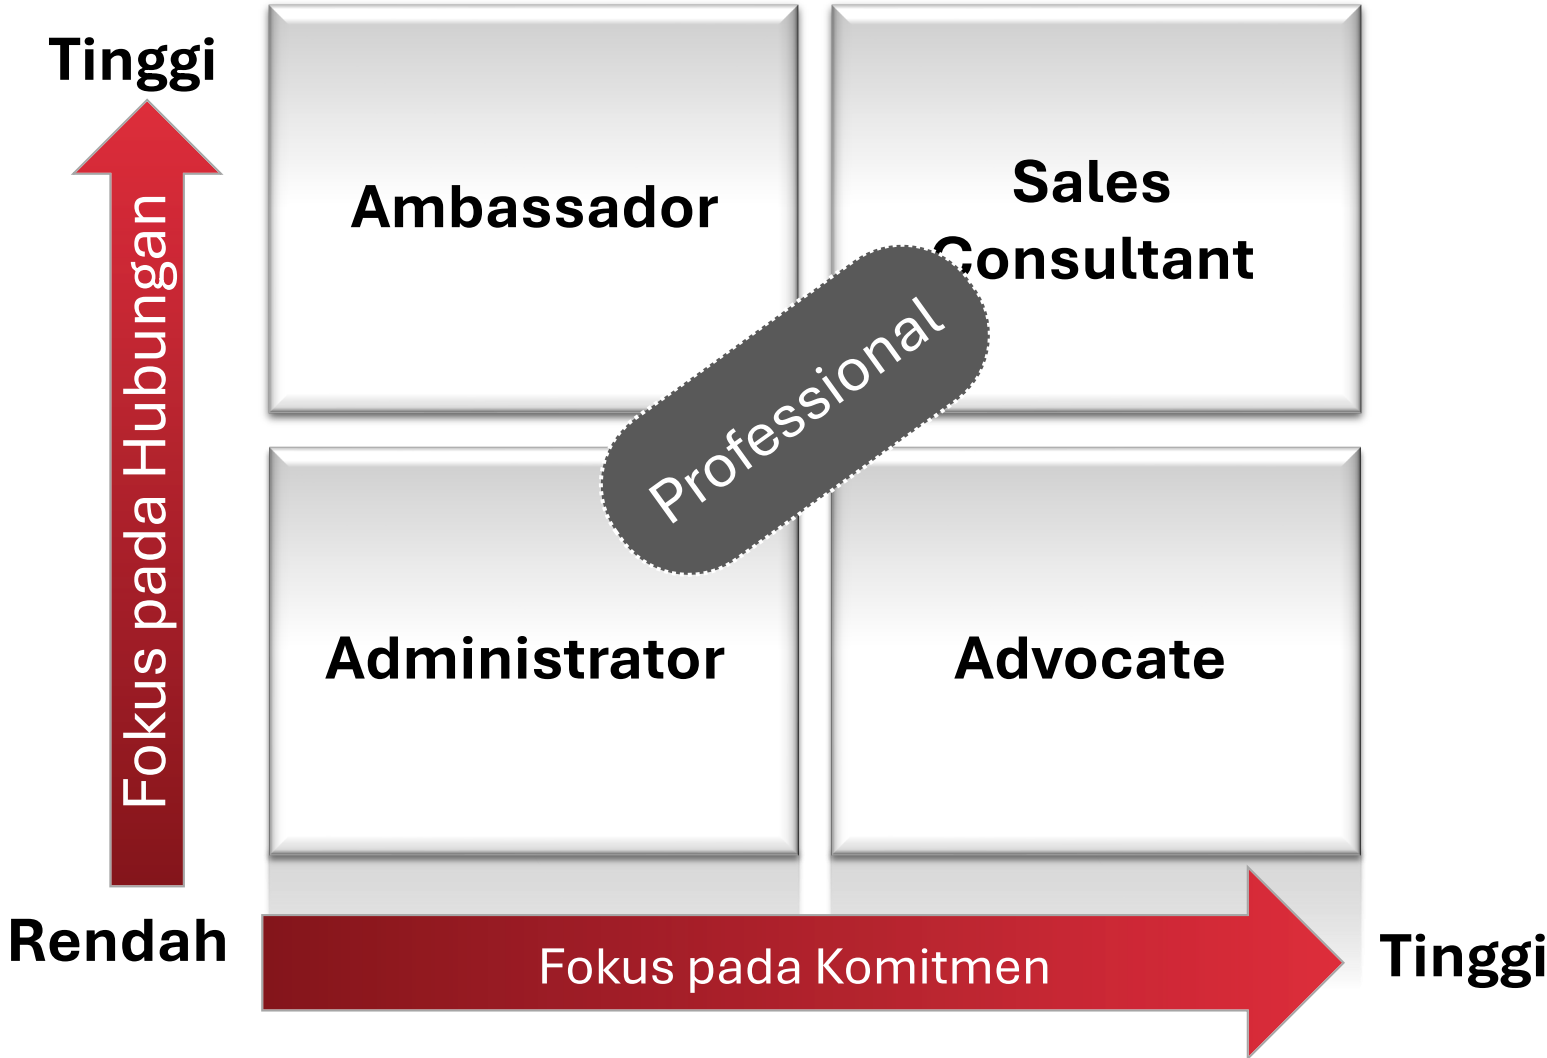 Tinggi
Fokus pada Hubungan
Ambassador
Sales
Consultant
Professional
Administrator
Advocate
Rendah
Fokus pada Komitmen
Tinggi